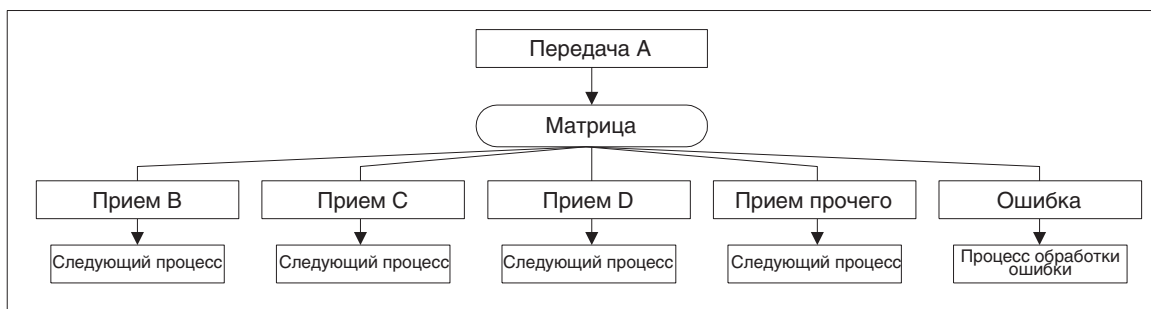 Передача A
Матрица
Прием B
Прием C
Прием D
Прием прочего
Ошибка
Следующий процесс
Следующий процесс
Следующий процесс
Следующий процесс
Процесс обработки
ошибки